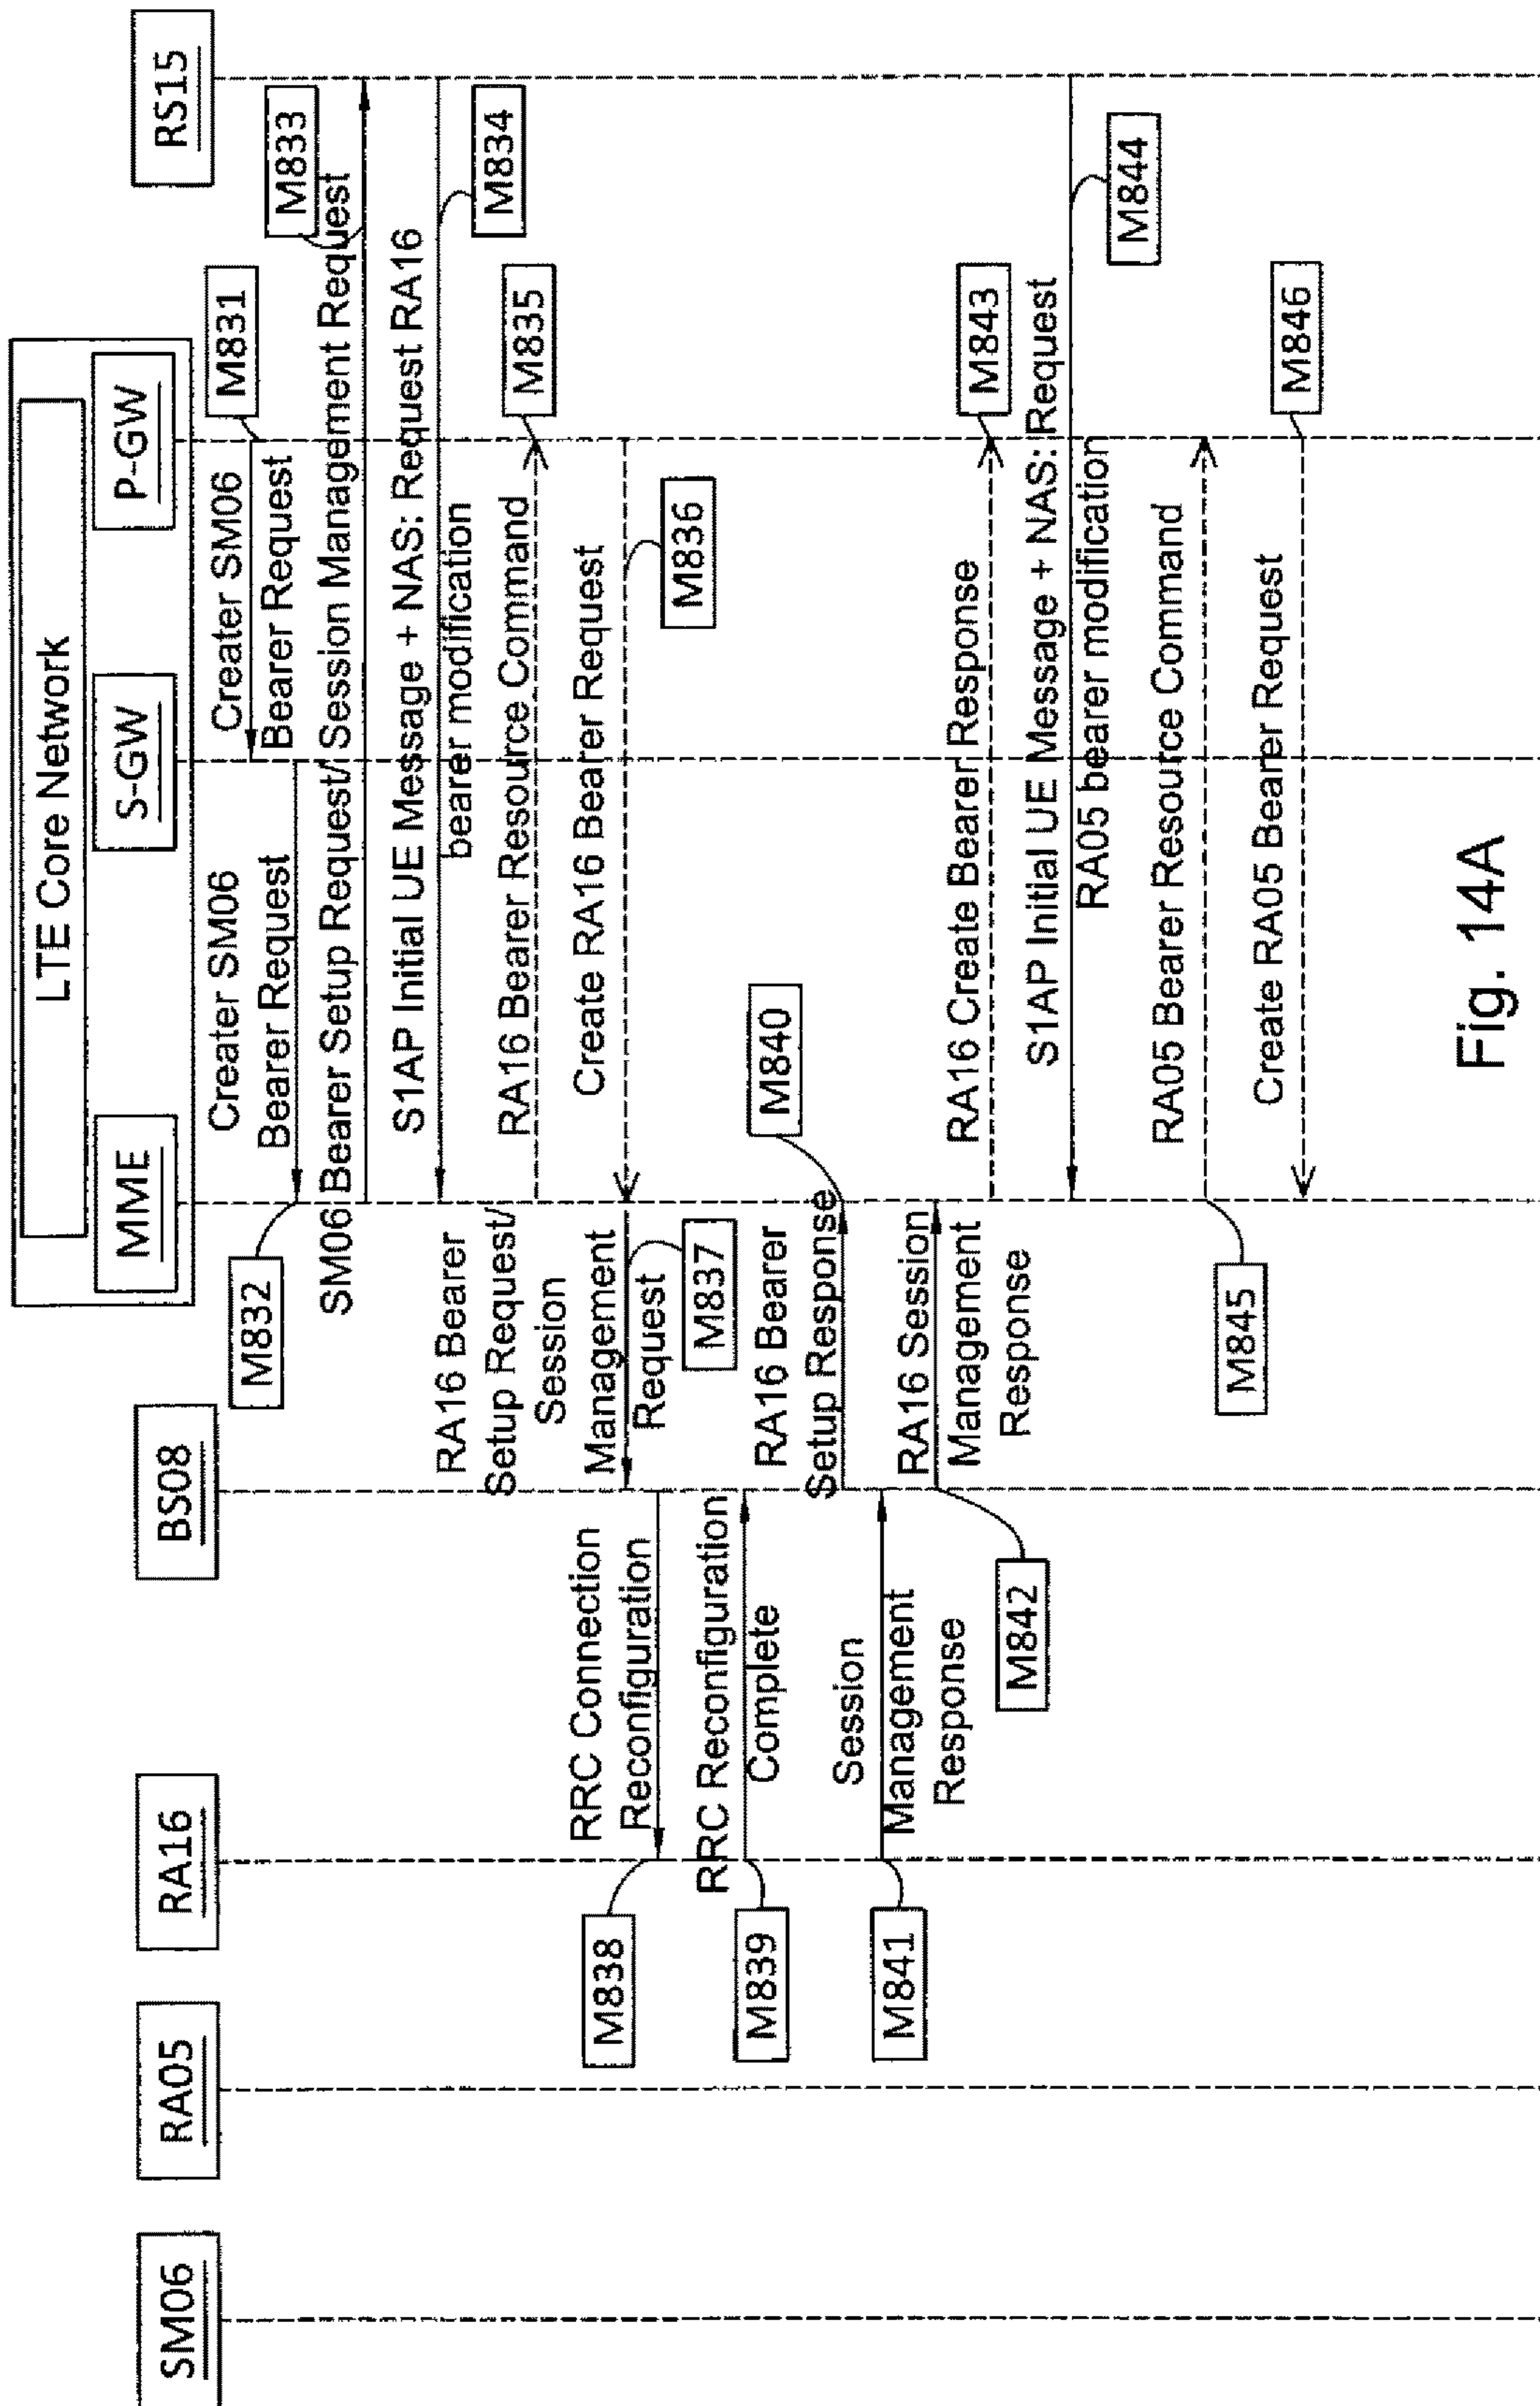 SM06
RA05
RA16
BS08
LTE Core Network
MME
S-GW
P-GW
RS15
Creater SM06
Bearer Request
M831
Creater SM06
Bearer Request
M832
SM06 Bearer Setup Request/ Session Management Request
M833
S1AP Initial UE Message + NAS: Request RA16
bearer modification
M834
RA16 Bearer Resource Command
M835
Create RA16 Bearer Request
M836
RA16 Bearer
Setup Request/
Session
Management
Request
M837
RRC Connection
Reconfiguration
M838
RRC Reconfiguration
Complete
M839
RA16 Bearer
Setup Response
M840
Session
Management
Response
M841
RA16 Session
Management
Response
M842
RA16 Create Bearer Response
M843
S1AP Initial UE Message + NAS: Request
RA05 bearer modification
M844
RA05 Bearer Resource Command
M845
Create RA05 Bearer Request
M846
Fig. 14A